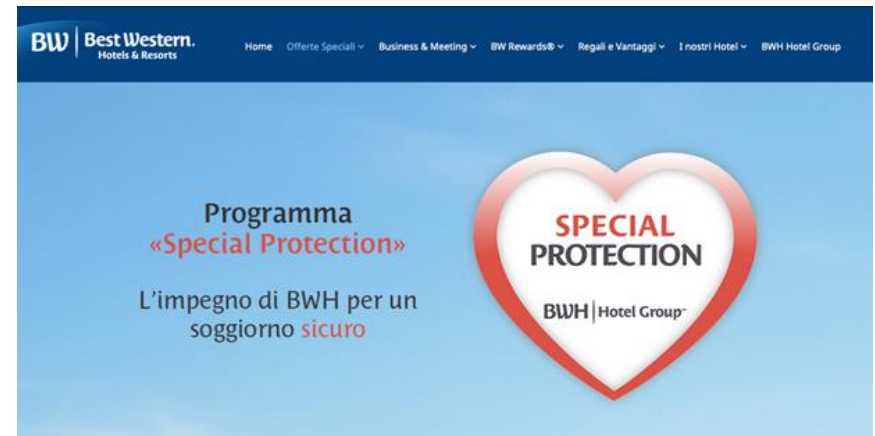 BW Best Western.
Hotels & Resorts
Home Offerte Speciali Business & Meeting BW Rewards® Regali e Vantaggi I nostri Hotel BWH Hotel Group
Programma
«Special Protection»
L'impegno di BWH per un
soggiorno sicuro
SPECIAL
PROTECTION
BWH Hotel Group